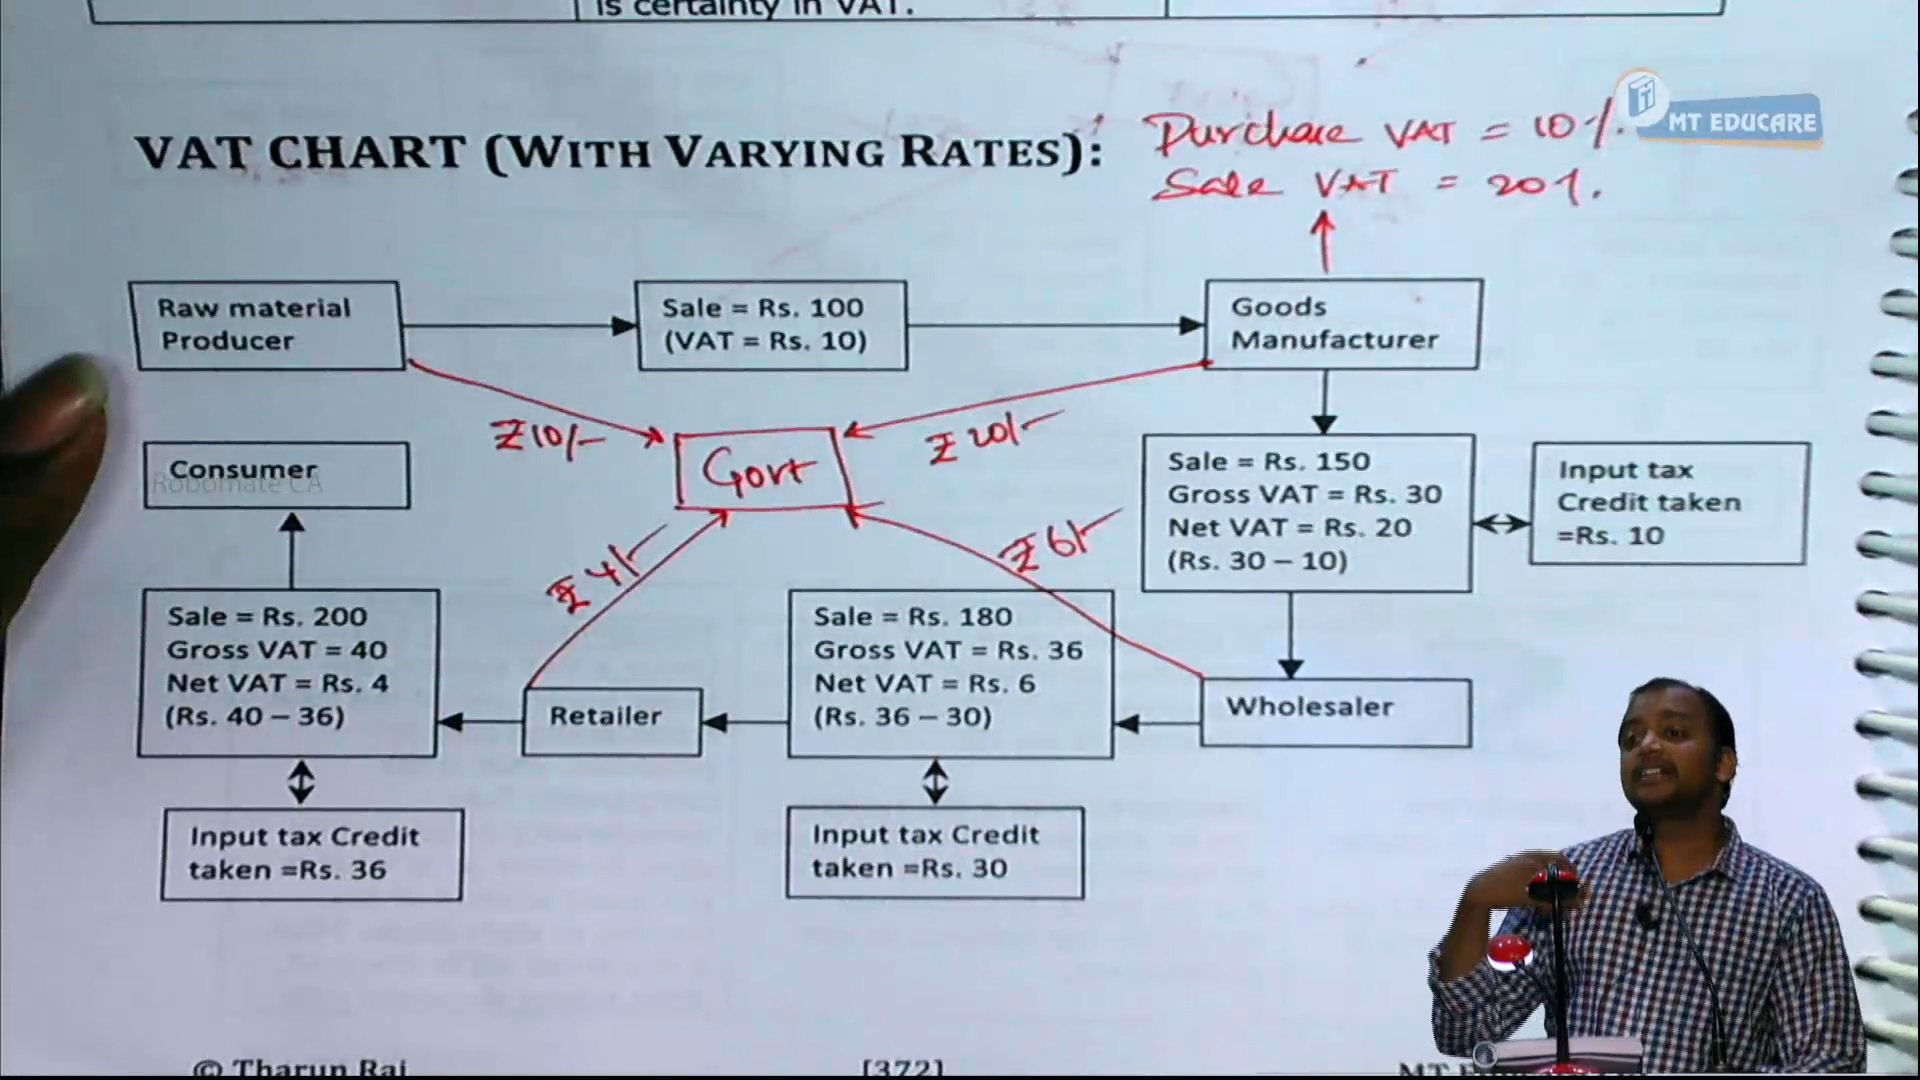 is certainty in VAT.
MT EDUCARE
VAT CHART (WITH VARYING RATES):
Purchase VAT = 10%.
Sale VAT = 20%.
Raw material
Producer
Sale = Rs. 100
(VAT = Rs. 10)
Goods
Manufacturer
₹10/-
Govt
₹20/-
Consumer
Robomate CA
Sale = Rs. 150
Gross VAT = Rs. 30
Net VAT = Rs. 20
(Rs. 30 – 10)
Input tax
Credit taken
=Rs. 10
₹4/-
₹6/-
Sale = Rs. 200
Gross VAT = 40
Net VAT = Rs. 4
(Rs. 40 – 36)
Retailer
Sale = Rs. 180
Gross VAT = Rs. 36
Net VAT = Rs. 6
(Rs. 36 – 30)
Wholesaler
Input tax Credit
taken =Rs. 36
Input tax Credit
taken =Rs. 30
© Tharun Raj
[372]
MT